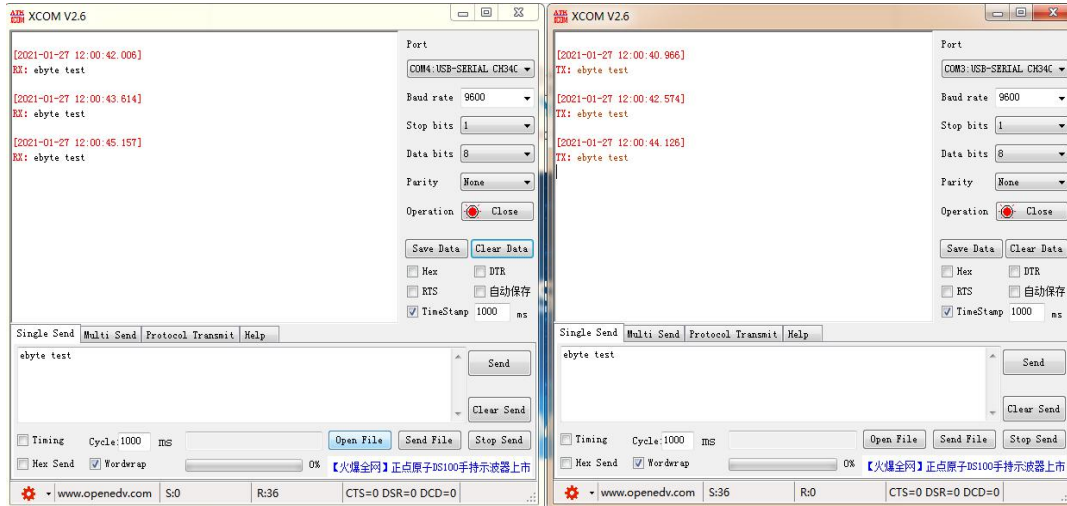 ATK XCOM XCOM V2.6
[2021-01-27 12:00:42.006]
RX: ebyte test
[2021-01-27 12:00:43.614]
RX: ebyte test
[2021-01-27 12:00:45.157]
RX: ebyte test
Port
COM4:USB-SERIAL CH34C
Baud rate 9600
Stop bits 1
Data bits 8
Parity None
Operation Close
Save Data Clear Data
Hex DTR
RTS 自动保存
TimeStamp 1000 ms
Single Send Multi Send Protocol Transmit Help
ebyte test
Send
Clear Send
Timing Cycle:1000 ms Open File Send File Stop Send
Hex Send Wordwrap 0% 【火爆全网】正点原子DS100手持示波器上市
www.openedv.com S:0 R:36 CTS=0 DSR=0 DCD=0
ATK XCOM XCOM V2.6
[2021-01-27 12:00:40.966]
TX: ebyte test
[2021-01-27 12:00:42.574]
TX: ebyte test
[2021-01-27 12:00:44.126]
TX: ebyte test
Port
COM3:USB-SERIAL CH34C
Baud rate 9600
Stop bits 1
Data bits 8
Parity None
Operation Close
Save Data Clear Data
Hex DTR
RTS 自动保存
TimeStamp 1000 ms
Single Send Multi Send Protocol Transmit Help
ebyte test
Send
Clear Send
Timing Cycle:1000 ms Open File Send File Stop Send
Hex Send Wordwrap 0% 【火爆全网】正点原子DS100手持示波器上市
www.openedv.com S:36 R:0 CTS=0 DSR=0 DCD=0